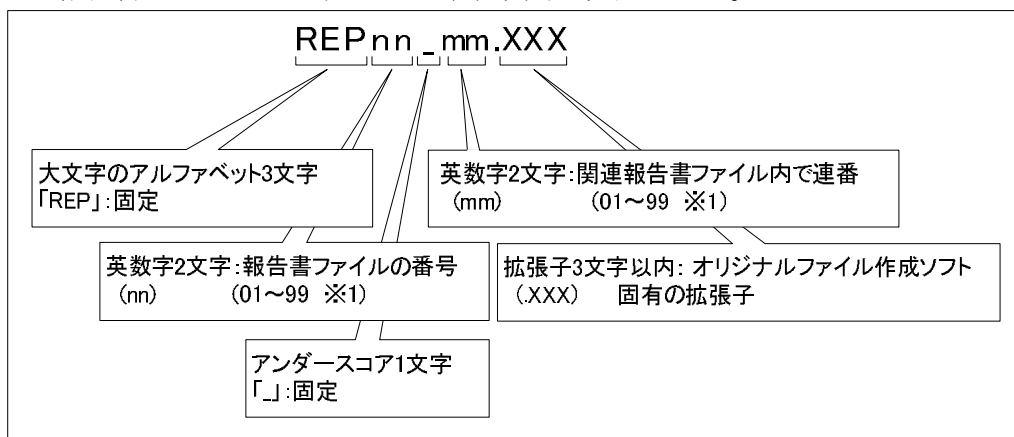 REPnn_mm.XXX
大文字のアルファベット3文字
「REP」:固定
英数字2文字:関連報告書ファイル内で連番
(mm) (01～99 ※1)
英数字2文字:報告書ファイルの番号
(nn) (01～99 ※1)
拡張子3文字以内: オリジナルファイル作成ソフト
(.XXX) 固有の拡張子
アンダースコア1文字
「_」:固定